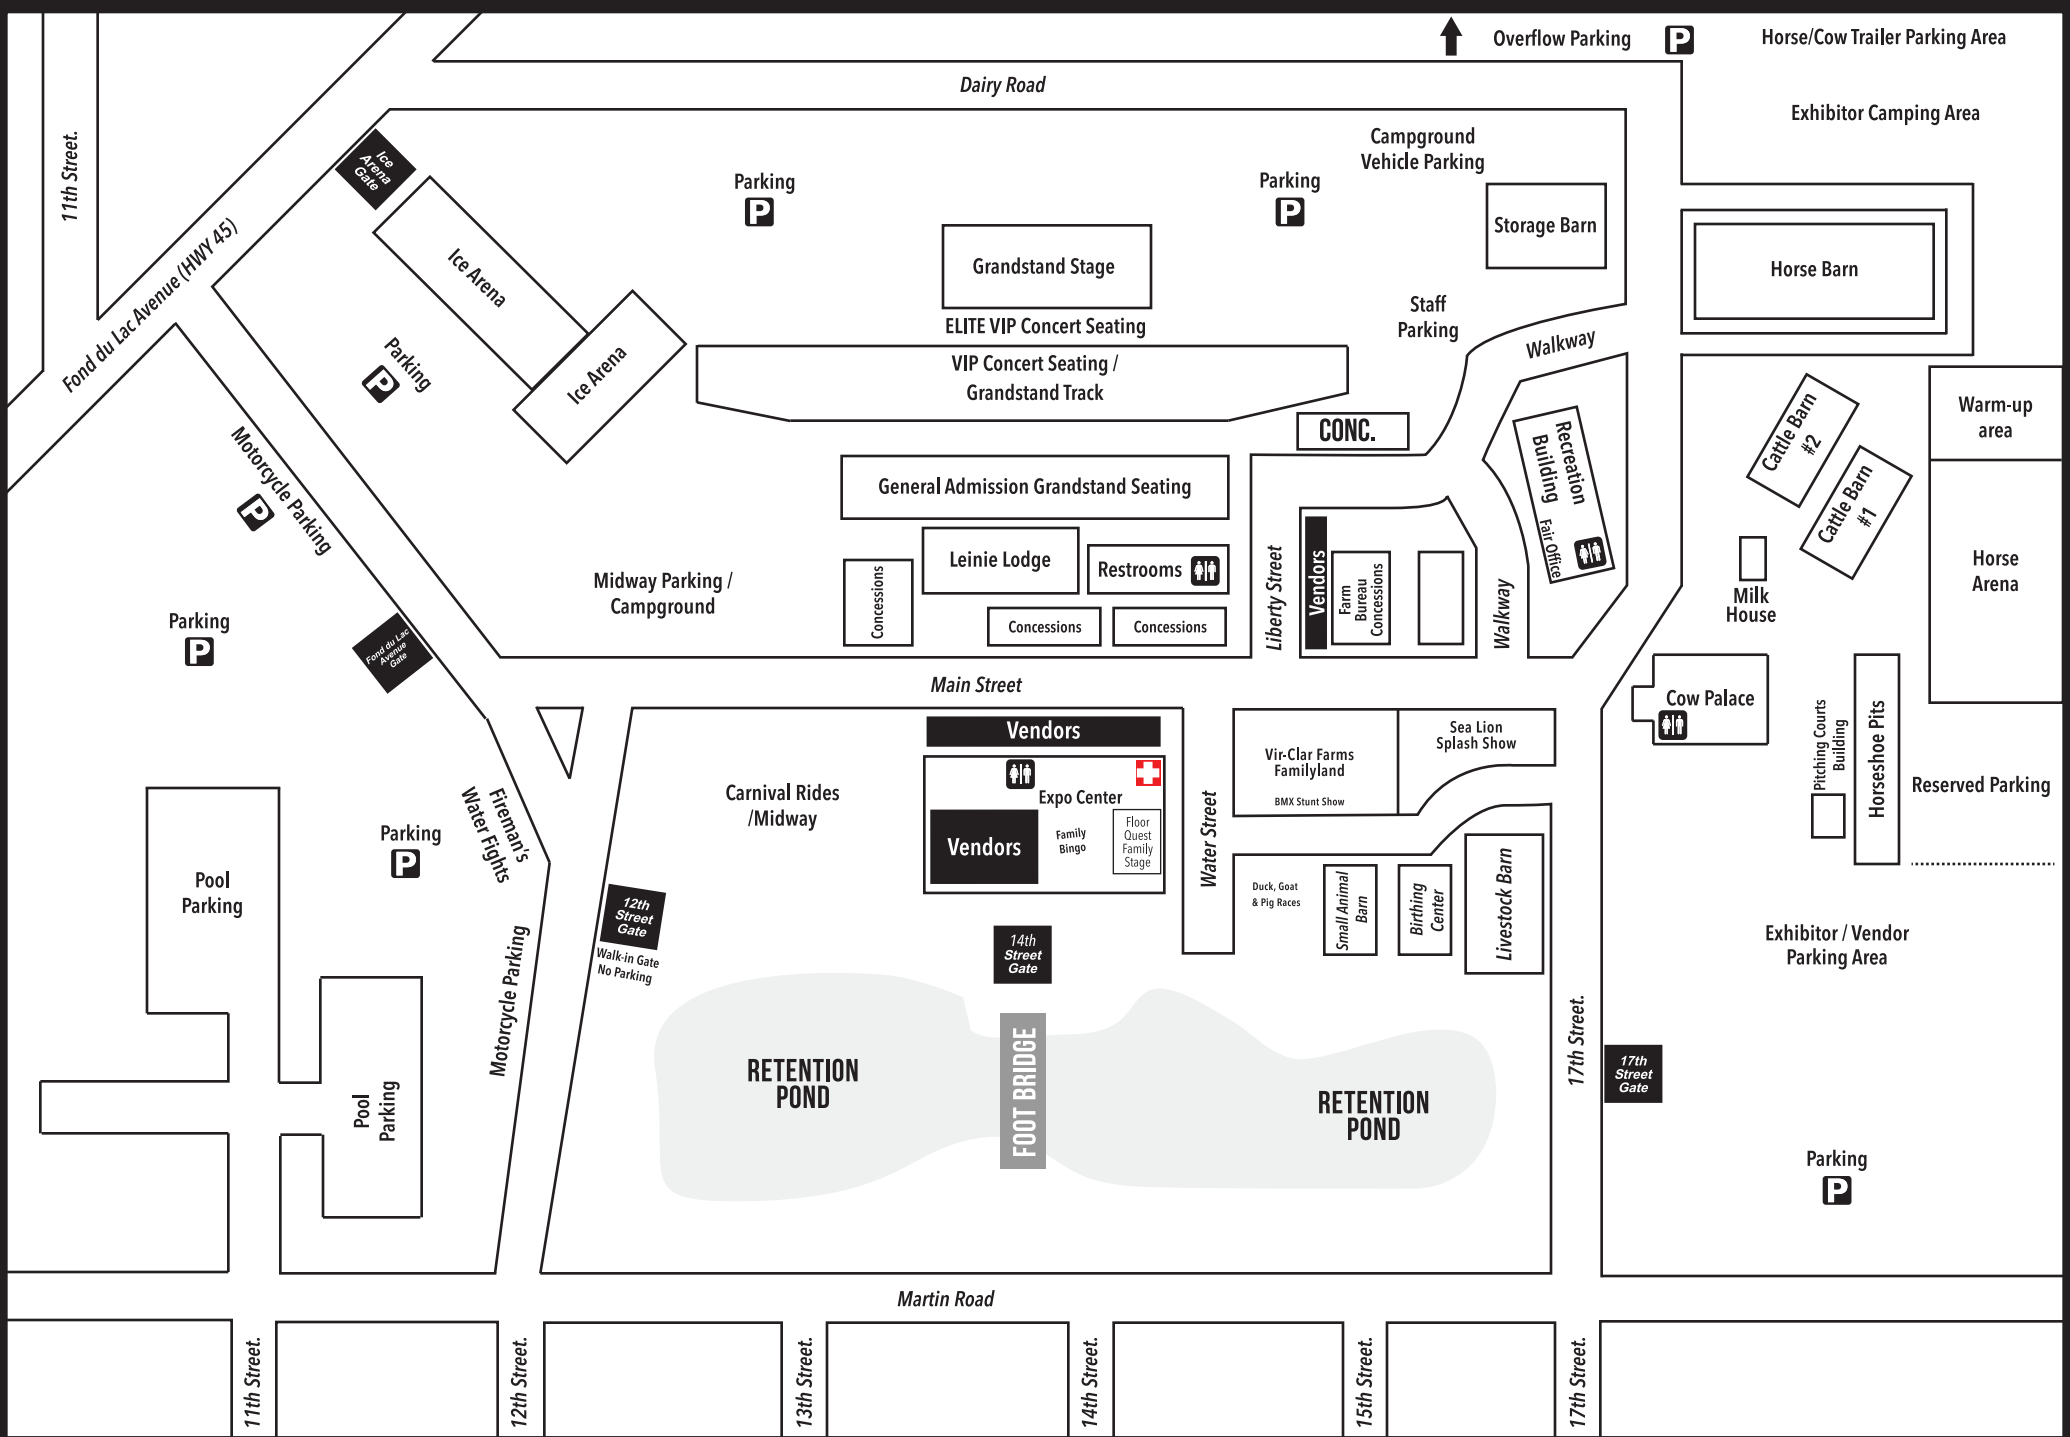 Overflow Parking
P
Horse/Cow Trailer Parking Area
Dairy Road
Exhibitor Camping Area
11th Street.
Ice
Arena
Gate
Campground
Vehicle Parking
Parking
P
Parking
P
Storage Barn
Fond du Lac Avenue (HWY 45)
Ice Arena
Grandstand Stage
Horse Barn
ELITE VIP Concert Seating
Staff
Parking
Walkway
Parking
P
Ice Arena
VIP Concert Seating /
Grandstand Track
CONC.
Recreation
Building
Fair Office
Cattle Barn
#2
Cattle Barn
#1
Warm-up
area
Motorcycle Parking
P
General Admission Grandstand Seating
Leinie Lodge
Restrooms
Concessions
Concessions
Concessions
Liberty Street
Vendors
Farm
Bureau
Concessions
Walkway
Horse
Arena
Milk
House
Midway Parking /
Campground
Parking
P
Fond du Lac
Avenue
Gate
Main Street
Cow Palace
Pitching Courts
Building
Horseshoe Pits
Reserved Parking
Vendors
Sea Lion
Splash Show
Vir-Clar Farms
Familyland
BMX Stunt Show
Carnival Rides
/Midway
Expo Center
Vendors
Family
Bingo
Floor
Quest
Family
Stage
Water Street
Fireman's
Water Fights
Parking
P
Pool
Parking
12th
Street
Gate
Walk-in Gate
No Parking
Duck, Goat
& Pig Races
Small Animal
Barn
Birthing
Center
Livestock Barn
14th
Street
Gate
Exhibitor / Vendor
Parking Area
Motorcycle Parking
17th Street.
17th
Street
Gate
RETENTION
POND
FOOT BRIDGE
RETENTION
POND
Pool
Parking
Parking
P
Martin Road
11th Street.
12th Street.
13th Street.
14th Street.
15th Street.
17th Street.